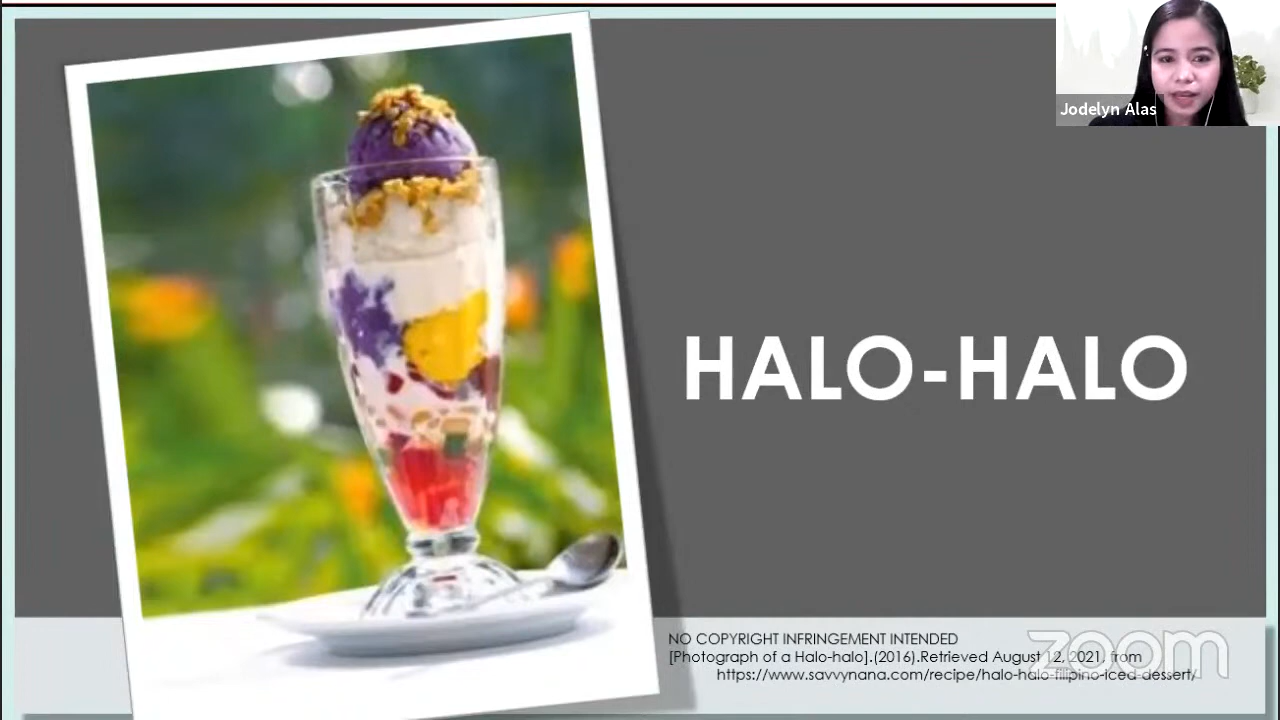 Jodelyn Alas
HALO-HALO
NO COPYRIGHT INFRINGEMENT INTENDED
[Photograph of a Halo-halo].(2016).Retrieved August 12, 2021, from
https://www.savvynana.com/recipe/halo-halo-filipino-iced-dessert/
zoom